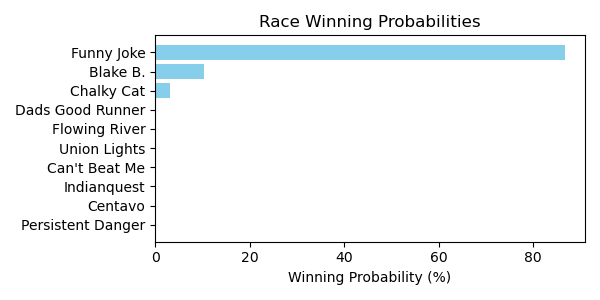 Race Winning Probabilities
Funny Joke
Blake B.
Chalky Cat
Dads Good Runner
Flowing River
Union Lights
Can't Beat Me
Indianquest
Centavo
Persistent Danger
0 20 40 60 80
Winning Probability (%)